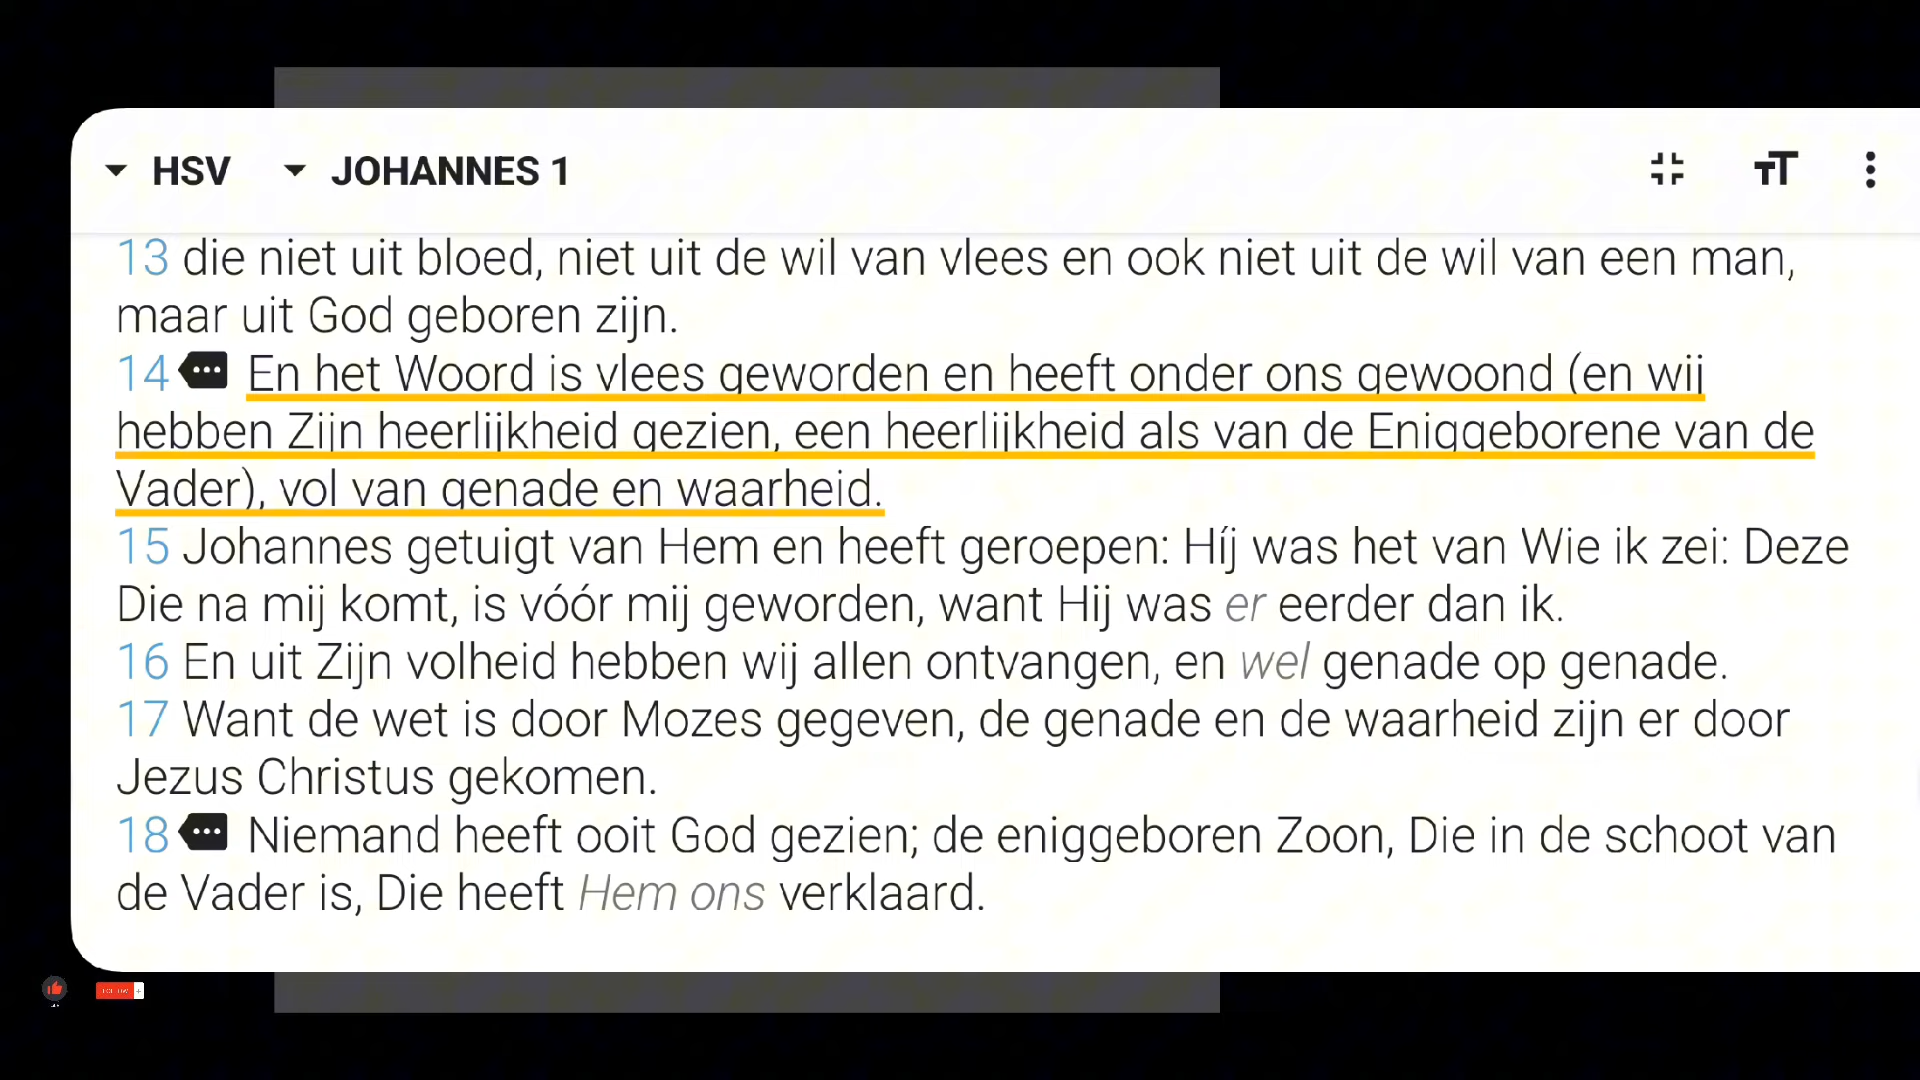 HSV JOHANNES 1
13 die niet uit bloed, niet uit de wil van vlees en ook niet uit de wil van een man,
maar uit God geboren zijn.
14 En het Woord is vlees geworden en heeft onder ons gewoond (en wij
hebben Zijn heerlijkheid gezien, een heerlijkheid als van de Eniggeborene van de
Vader), vol van genade en waarheid.
15 Johannes getuigt van Hem en heeft geroepen: Híj was het van Wie ik zei: Deze
Die na mij komt, is vóór mij geworden, want Hij was er eerder dan ik.
16 En uit Zijn volheid hebben wij allen ontvangen, en wel genade op genade.
17 Want de wet is door Mozes gegeven, de genade en de waarheid zijn er door
Jezus Christus gekomen.
18 Niemand heeft ooit God gezien; de eniggeboren Zoon, Die in de schoot van
de Vader is, Die heeft Hem ons verklaard.